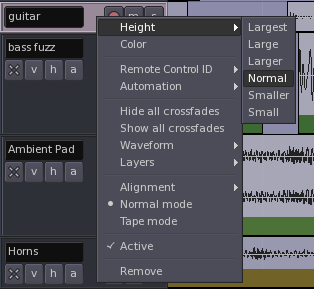 guitar
m s
bass fuzz
v h a
Ambient Pad
v h a
Horns
v h a
Height
Color
Remote Control ID
Automation
Hide all crossfades
Show all crossfades
Waveform
Layers
Alignment
Normal mode
Tape mode
Active
Remove
Largest
Large
Larger
Normal
Smaller
Small